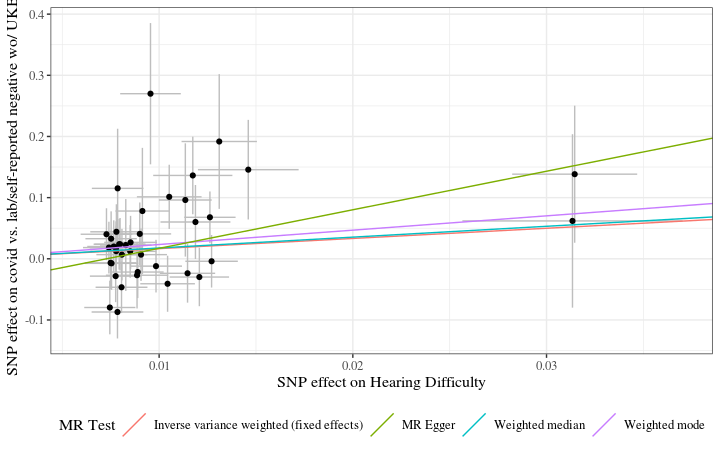 SNP effect on covid vs. lab/self-reported negative wo/ UKE
0.4
0.3
0.2
0.1
0.0
-0.1
0.01
0.02
0.03
SNP effect on Hearing Difficulty
MR Test
Inverse variance weighted (fixed effects)
MR Egger
Weighted median
Weighted mode